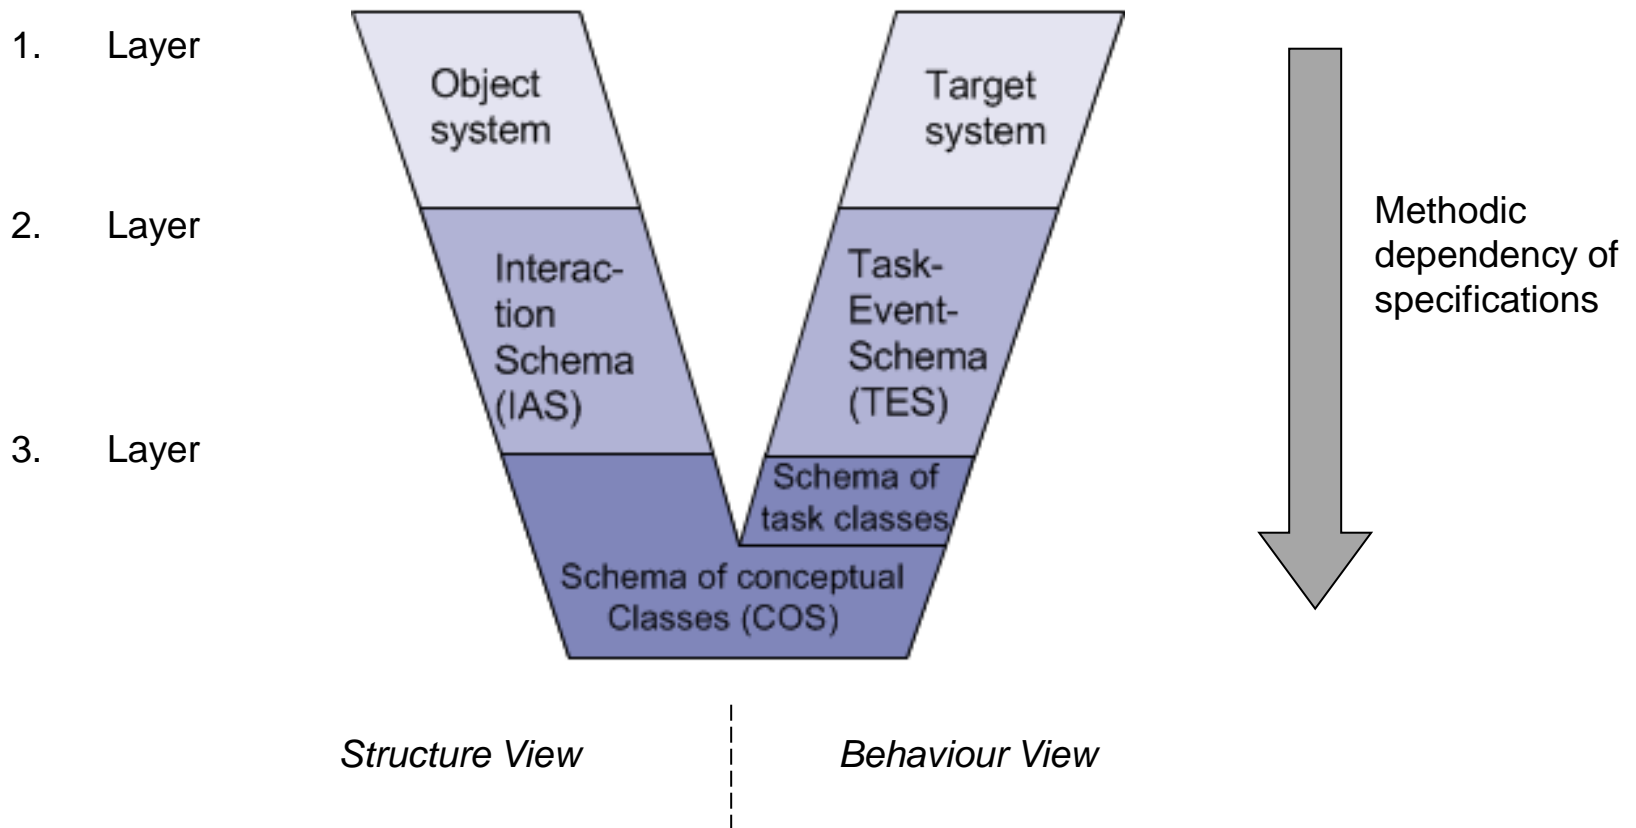 1. Layer
Object
system
Target
system
2. Layer
Interac-
tion
Schema
(IAS)
Task-
Event-
Schema
(TES)
Methodic
dependency of
specifications
3. Layer
Schema of
task classes
Schema of conceptual
Classes (COS)
Structure View
Behaviour View